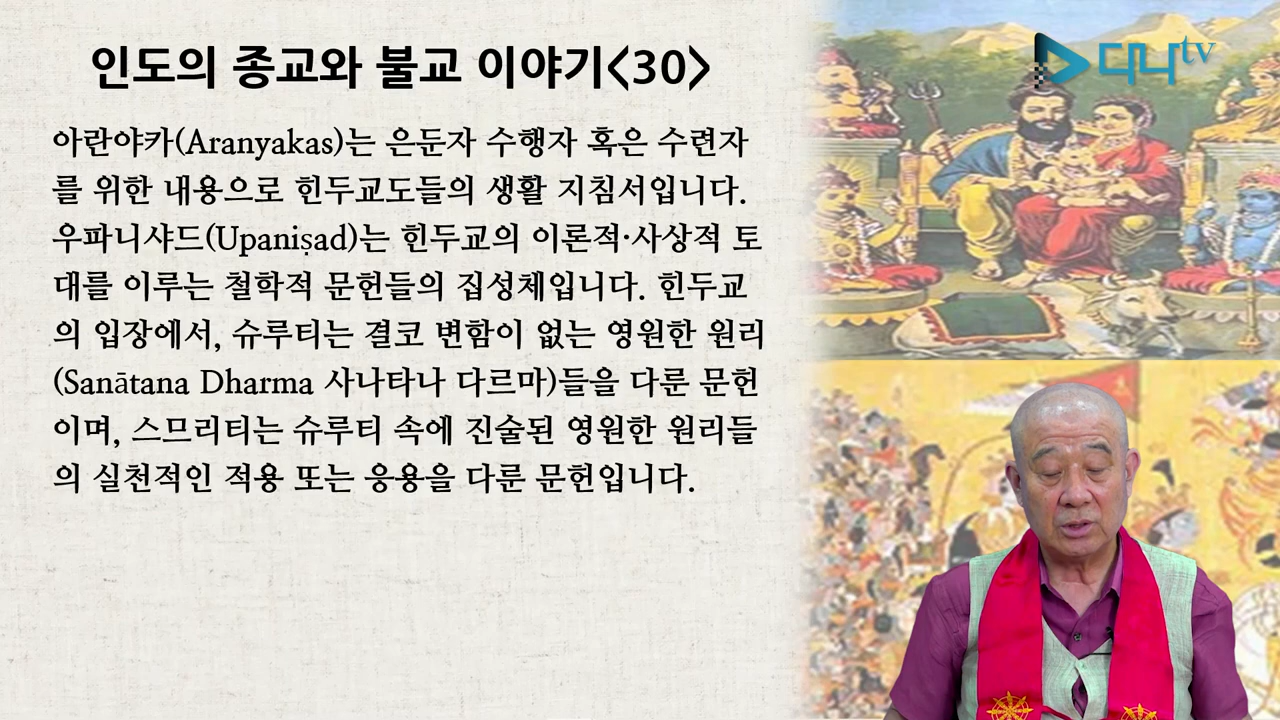 인도의 종교와 불교 이야기<30>
다나tv
아란야카(Aranyakas)는 은둔자 수행자 혹은 수련자
를 위한 내용으로 힌두교도들의 생활 지침서입니다.
우파니샤드(Upaniṣad)는 힌두교의 이론적·사상적 토
대를 이루는 철학적 문헌들의 집성체입니다. 힌두교
의 입장에서, 슈루티는 결코 변함이 없는 영원한 원리
(Sanātana Dharma 사나타나 다르마)들을 다룬 문헌
이며, 스므리티는 슈루티 속에 진술된 영원한 원리들
의 실천적인 적용 또는 응용을 다룬 문헌입니다.